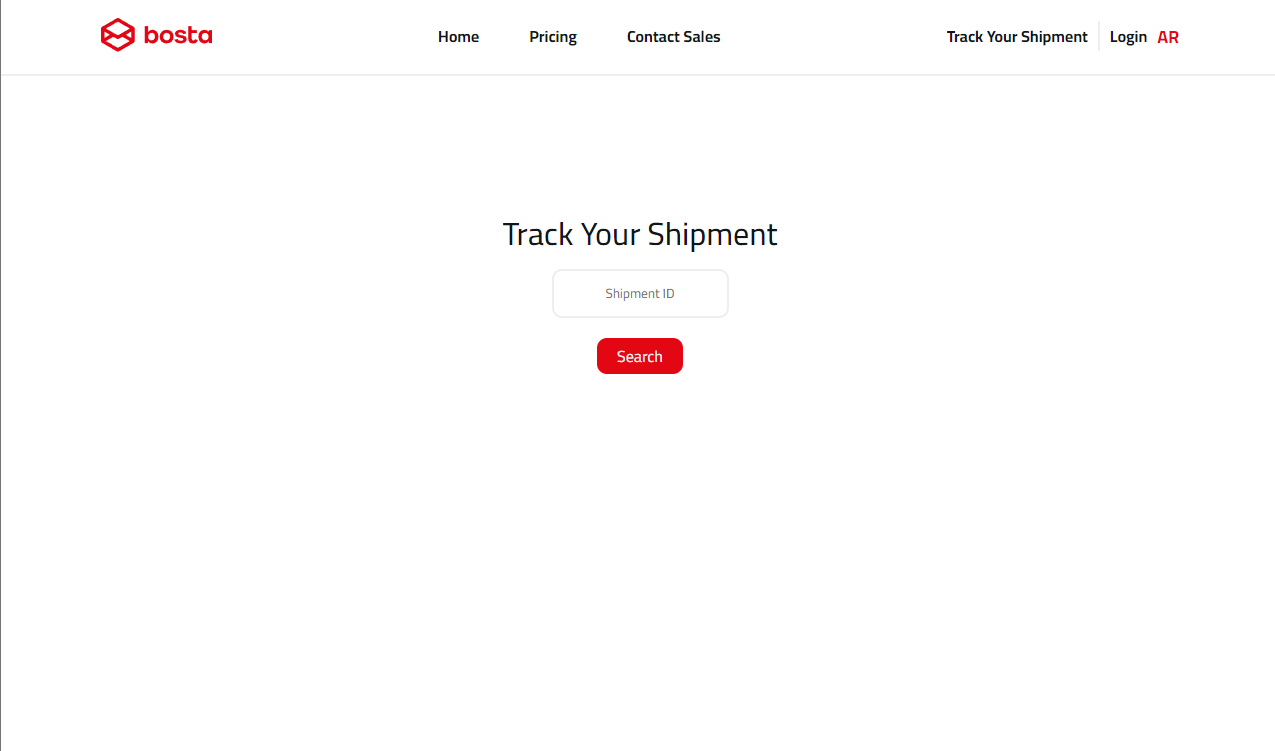 bosta
Home Pricing Contact Sales
Track Your Shipment Login AR
Track Your Shipment
Shipment ID
Search